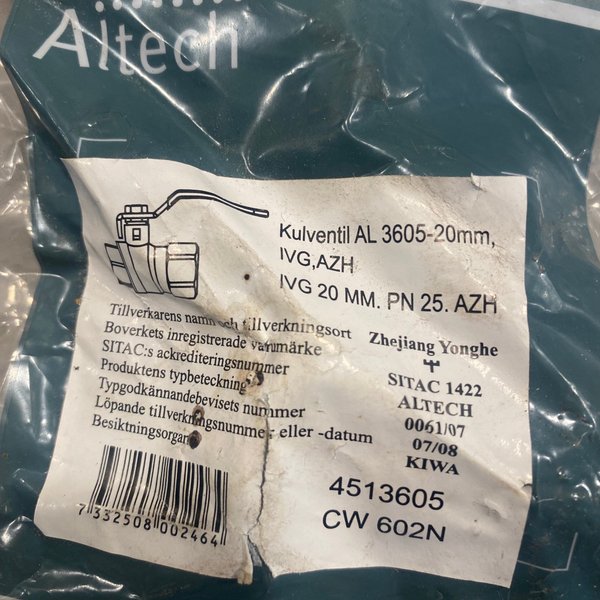 Altech
Kulventil AL 3605-20mm,
IVG,AZH
IVG 20 MM. PN 25. AZH
Tillverkarens namn och tillverkningsort Zhejiang Yonghe
Boverkets inregistrerade varumärke
SITAC:s ackrediteringsnummer SITAC 1422
Produktens typbeteckning ALTECH
Typgodkännandebevisets nummer 0061/07
Löpande tillverkningsnummer eller -datum 07/08
Besiktningsorgan KIWA
4513605
CW 602N
7 332508 002464